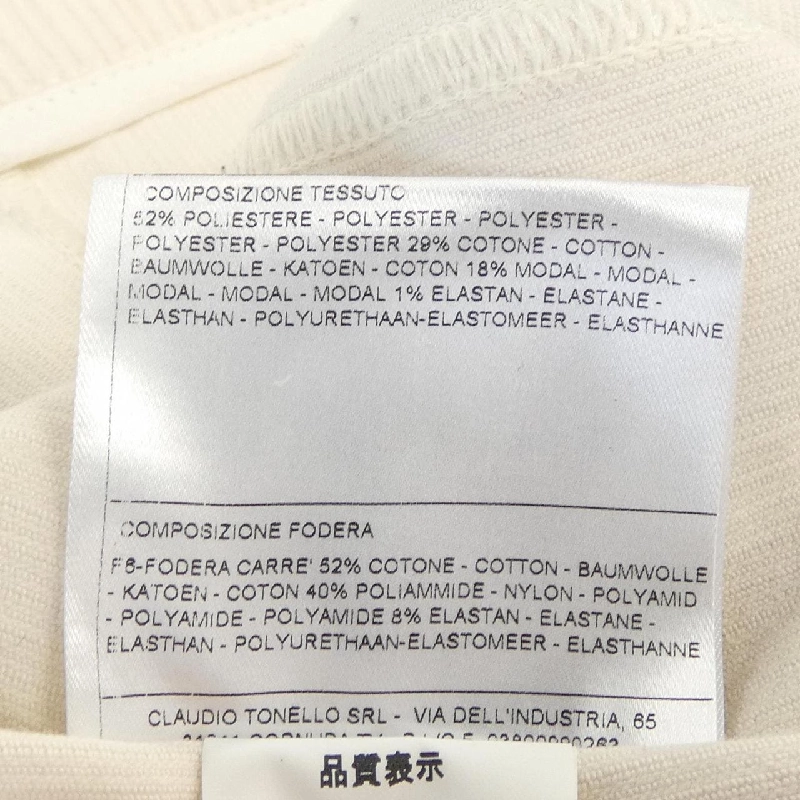 COMPOSIZIONE TESSUTO
52% POLIESTERE - POLYESTER - POLYESTER -
POLYESTER - POLYESTER 29% COTONE - COTTON -
BAUMWOLLE - KATOEN - COTON 18% MODAL - MODAL -
MODAL - MODAL - MODAL 1% ELASTAN - ELASTANE -
ELASTHAN - POLYURETHAAN-ELASTOMEER - ELASTHANNE
COMPOSIZIONE FODERA
F6-FODERA CARRE' 52% COTONE - COTTON - BAUMWOLLE
- KATOEN - COTON 40% POLIAMMIDE - NYLON - POLYAMID
- POLYAMIDE - POLYAMIDE 8% ELASTAN - ELASTANE -
ELASTHAN - POLYURETHAAN-ELASTOMEER - ELASTHANNE
CLAUDIO TONELLO SRL - VIA DELL'INDUSTRIA, 65
品質表示